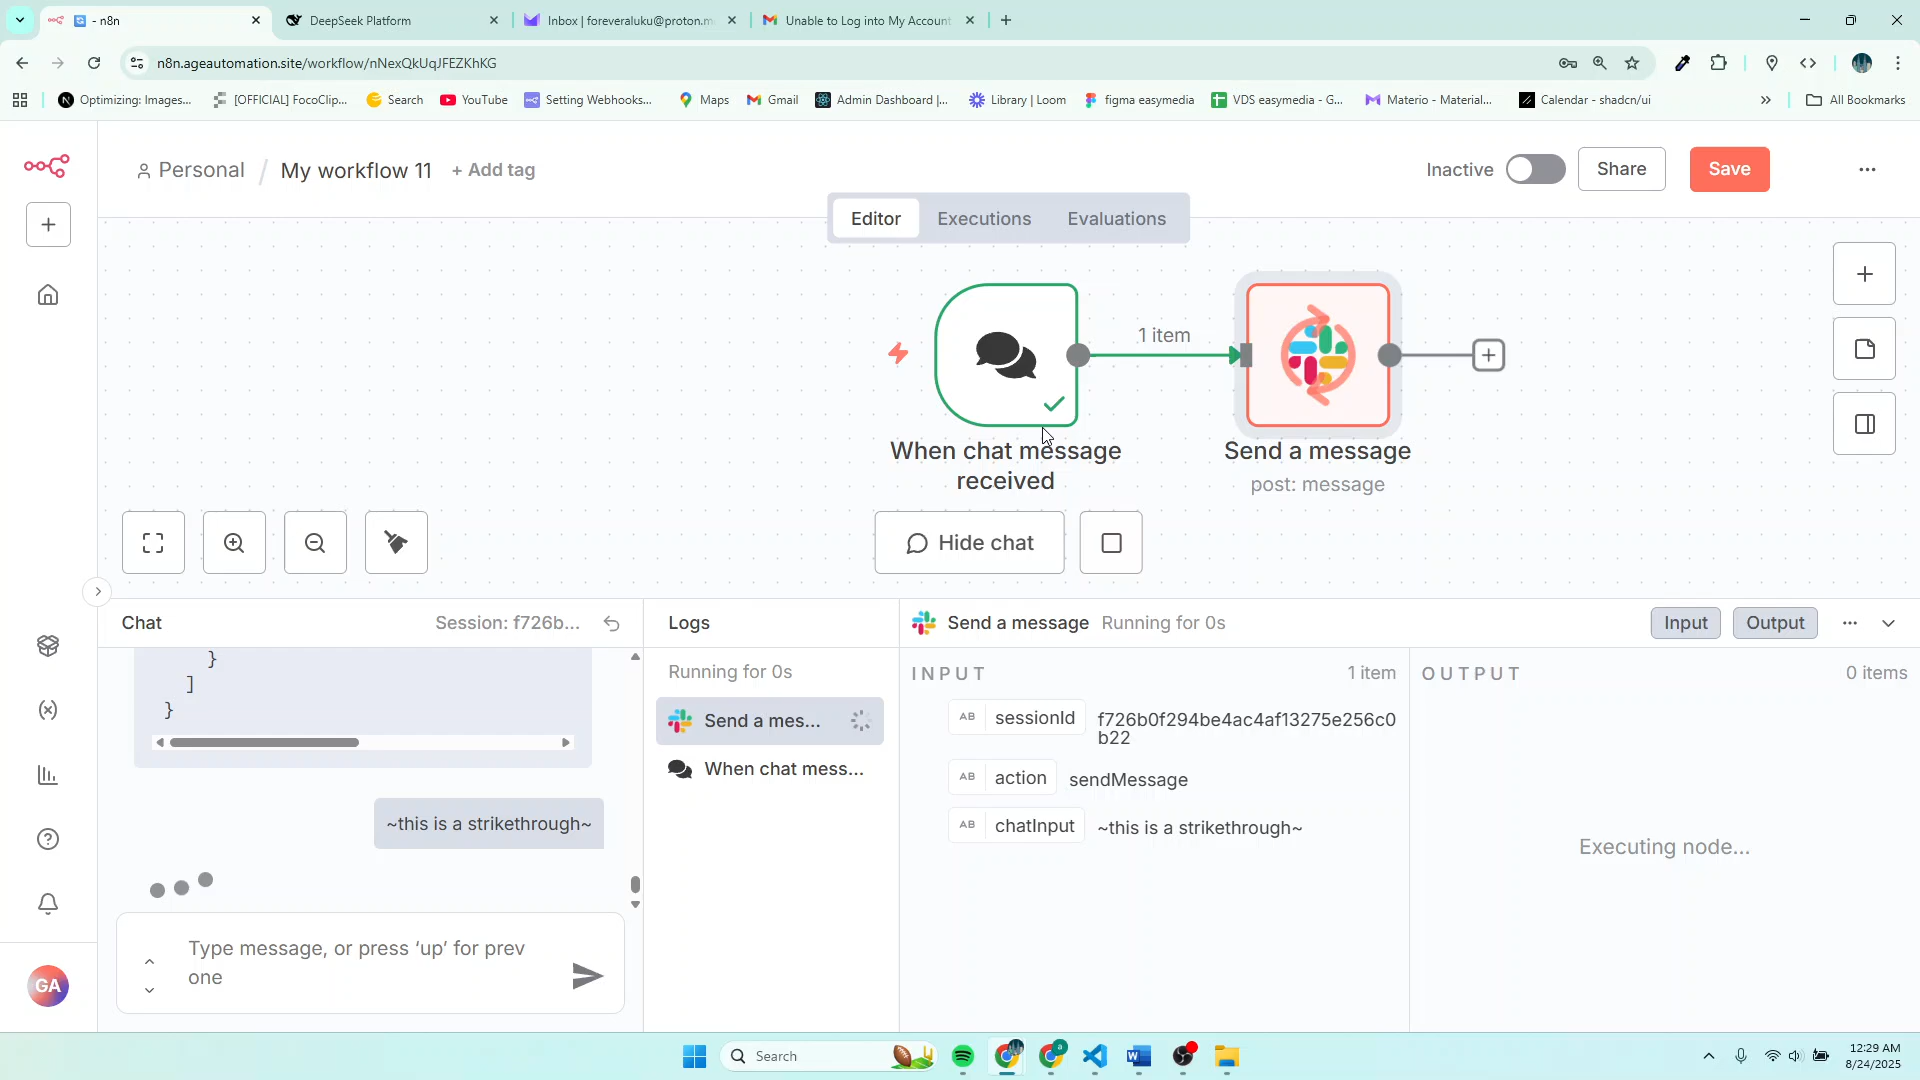 - n8n
DeepSeek Platform
Inbox | foreveraluku@proton.m
Unable to Log into My Account
n8n.ageautomation.site/workflow/nNexQkUqJFEZKhKG
Optimizing: Images...
[OFFICIAL] FocoClip...
Search
YouTube
Setting Webhooks...
Maps
Gmail
Admin Dashboard |...
Library | Loom
figma easymedia
VDS easymedia - G...
Materio - Material...
Calendar - shadcn/ui
All Bookmarks
Personal / My workflow 11 + Add tag
Inactive
Share
Save
Editor
Executions
Evaluations
1 item
When chat message
received
Send a message
post: message
Hide chat
Chat
Session: f726b...
Logs
Send a message
Running for 0s
Input
Output
}
]
}
~this is a strikethrough~
Type message, or press ‘up’ for prev
one
Running for 0s
Send a mes...
When chat mess...
INPUT
1 item
AB sessionId f726b0f294be4ac4af13275e256c0
b22
AB action sendMessage
AB chatInput ~this is a strikethrough~
OUTPUT
0 items
Executing node...
GA
Search
a
W
12:29 AM
8/24/2025